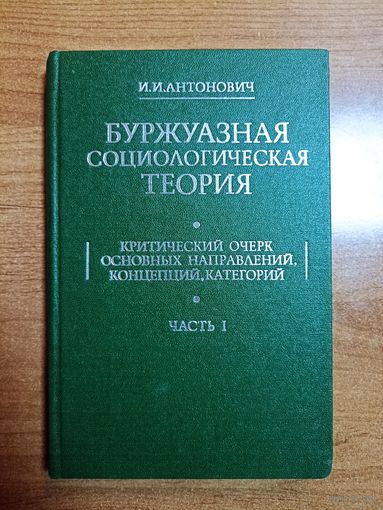 И.И.АНТОНОВИЧ
БУРЖУАЗНАЯ
СОЦИОЛОГИЧЕСКАЯ
ТЕОРИЯ
КРИТИЧЕСКИЙ ОЧЕРК
ОСНОВНЫХ НАПРАВЛЕНИЙ,
КОНЦЕПЦИЙ, КАТЕГОРИЙ
ЧАСТЬ I